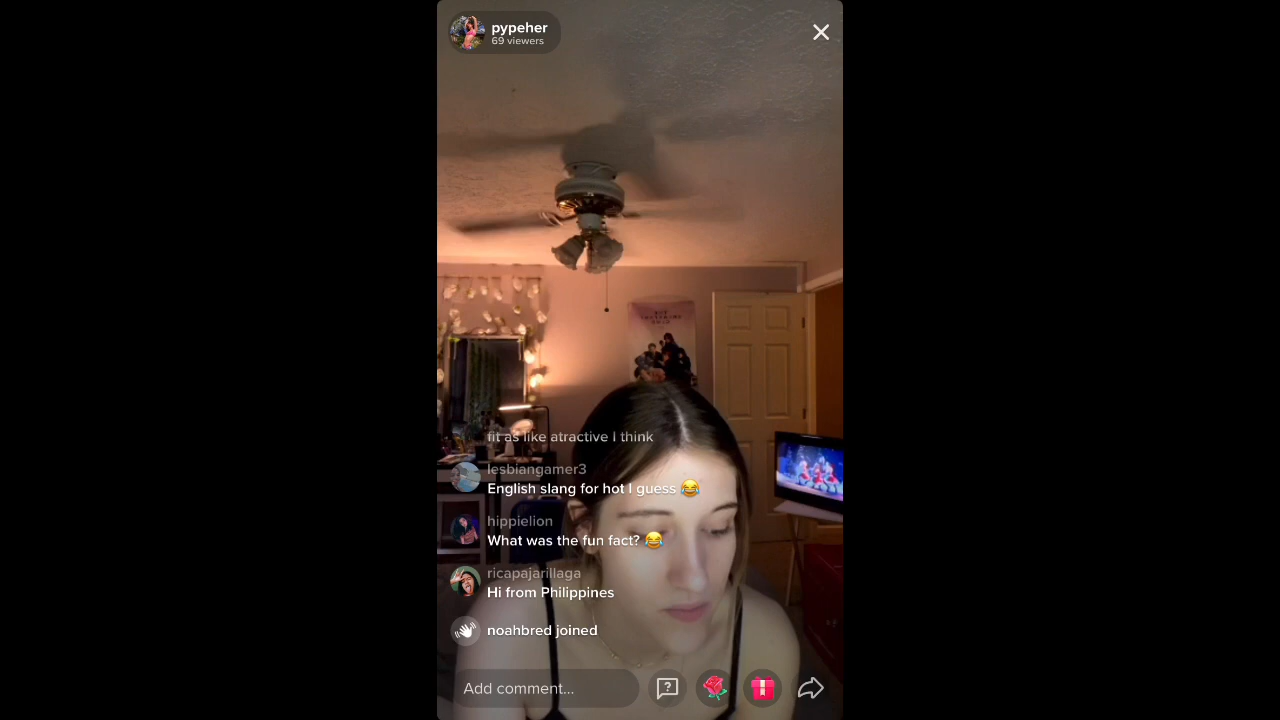 pypeher
69 viewers
fit as like atractive I think
lesbiangamer3
English slang for hot I guess 😂
hippielion
What was the fun fact? 😂
ricapajarillaga
Hi from Philippines
noahbred joined
Add comment...